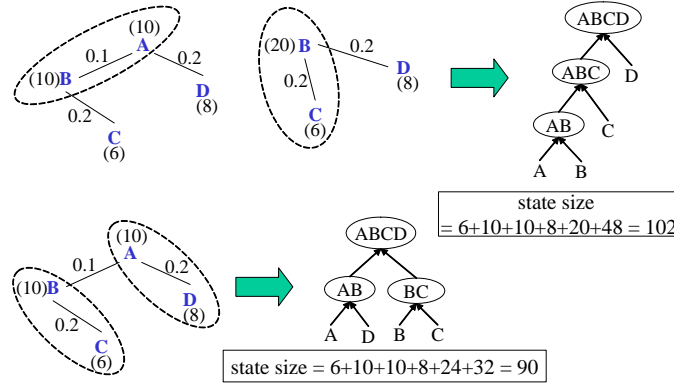 (10)
A
0.1
0.2
(10) B
D
(8)
0.2
C
(6)
(20) B
0.2
0.2
D
(8)
C
(6)
ABCD
ABC
D
AB
C
A
B
state size
= 6+10+10+8+20+48 = 102
(10)
A
0.1
0.2
(10) B
D
(8)
0.2
C
(6)
ABCD
AB
BC
A
D
B
C
state size = 6+10+10+8+24+32 = 90